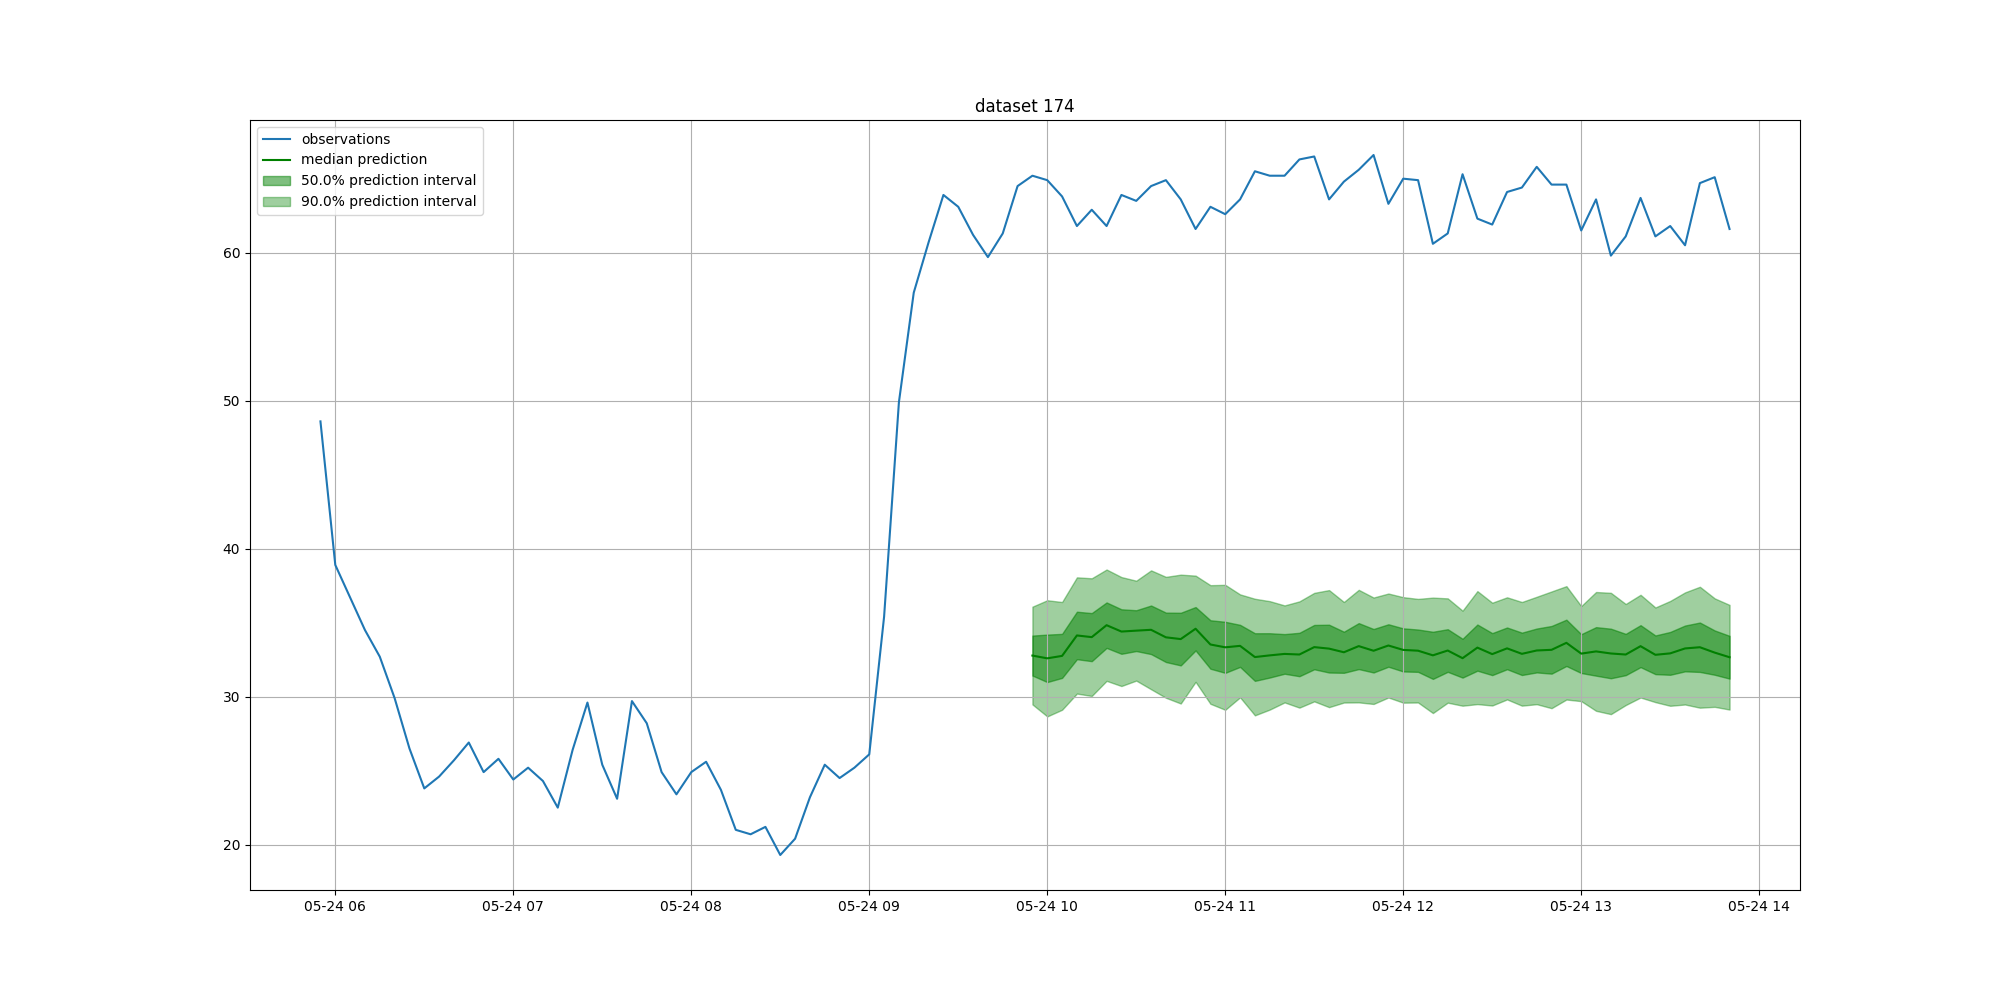 dataset 174
observations
median prediction
50.0% prediction interval
90.0% prediction interval
60
50
40
30
20
05-24 06
05-24 07
05-24 08
05-24 09
05-24 10
05-24 11
05-24 12
05-24 13
05-24 14